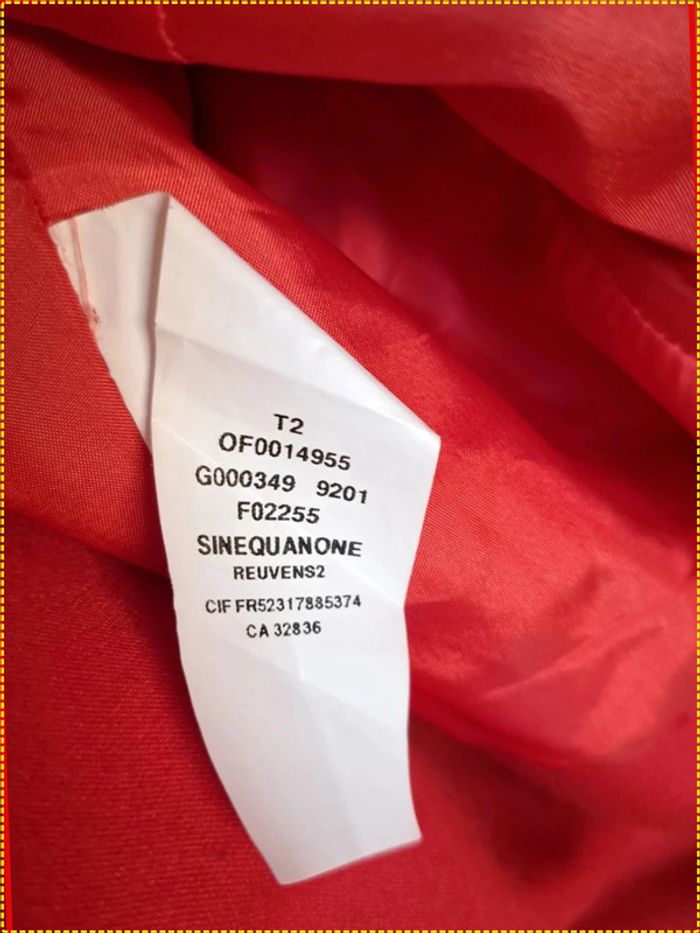 T2
OF0014955
G000349 9201
F02255
SINEQUANONE
REUVENS2
CIF FR52317885374
CA 32836